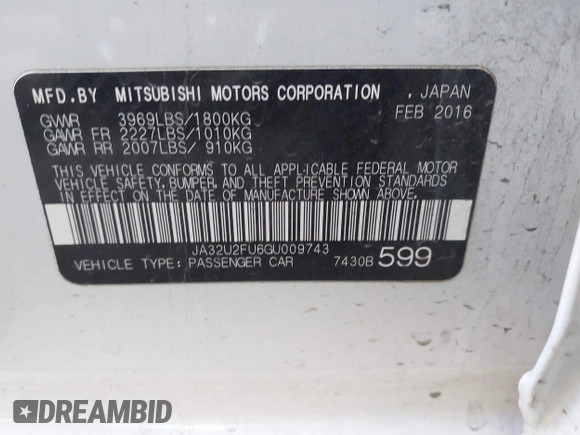 MFD.BY MITSUBISHI MOTORS CORPORATION , JAPAN
GVWR 3969LBS/1800KG FEB 2016
GAWR FR 2227LBS/1010KG
GAWR RR 2007LBS/ 910KG
THIS VEHICLE CONFORMS TO ALL APPLICABLE FEDERAL MOTOR
VEHICLE SAFETY, BUMPER, AND THEFT PREVENTION STANDARDS
IN EFFECT ON THE DATE OF MANUFACTURE SHOWN ABOVE.
JA32U2FU6GU009743
VEHICLE TYPE: PASSENGER CAR 7430B 599
DREAMBID